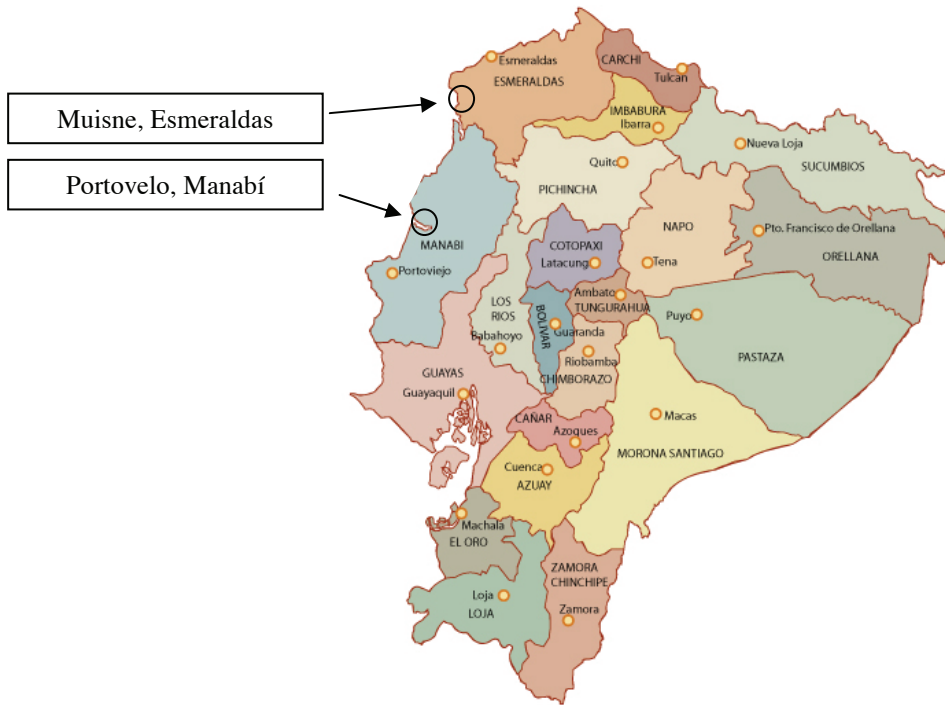 Esmeraldas
ESMERALDAS
CARCHI
Tulcan
Muisne, Esmeraldas
IMBABURA
Ibarra
Nueva Loja
Quito
SUCUMBIOS
Portovelo, Manabí
PICHINCHA
MANABI
COTOPAXI
NAPO
Pto. Francisco de Orellana
ORELLANA
Latacung
Tena
Portoviejo
LOS
RIOS
Ambato
TUNGURAHUA
BOLIVAR
Guaranda
Puyo
Babahoyo
Riobamba
CHIMBORAZO
PASTAZA
GUAYAS
Guayaquil
CAÑAR
Azoques
Macas
MORONA SANTIAGO
Cuenca
AZUAY
Machala
EL ORO
ZAMORA
CHINCHIPE
Loja
LOJA
Zamora